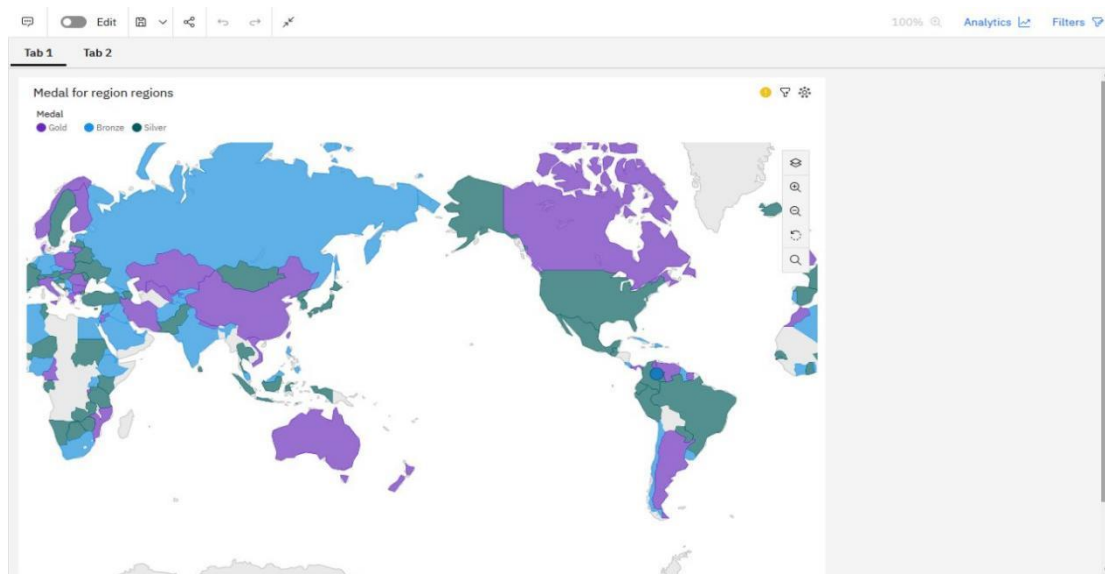 Edit
100%
Analytics
Filters
Tab 1 Tab 2
Medal for region regions
Medal
Gold Bronze Silver